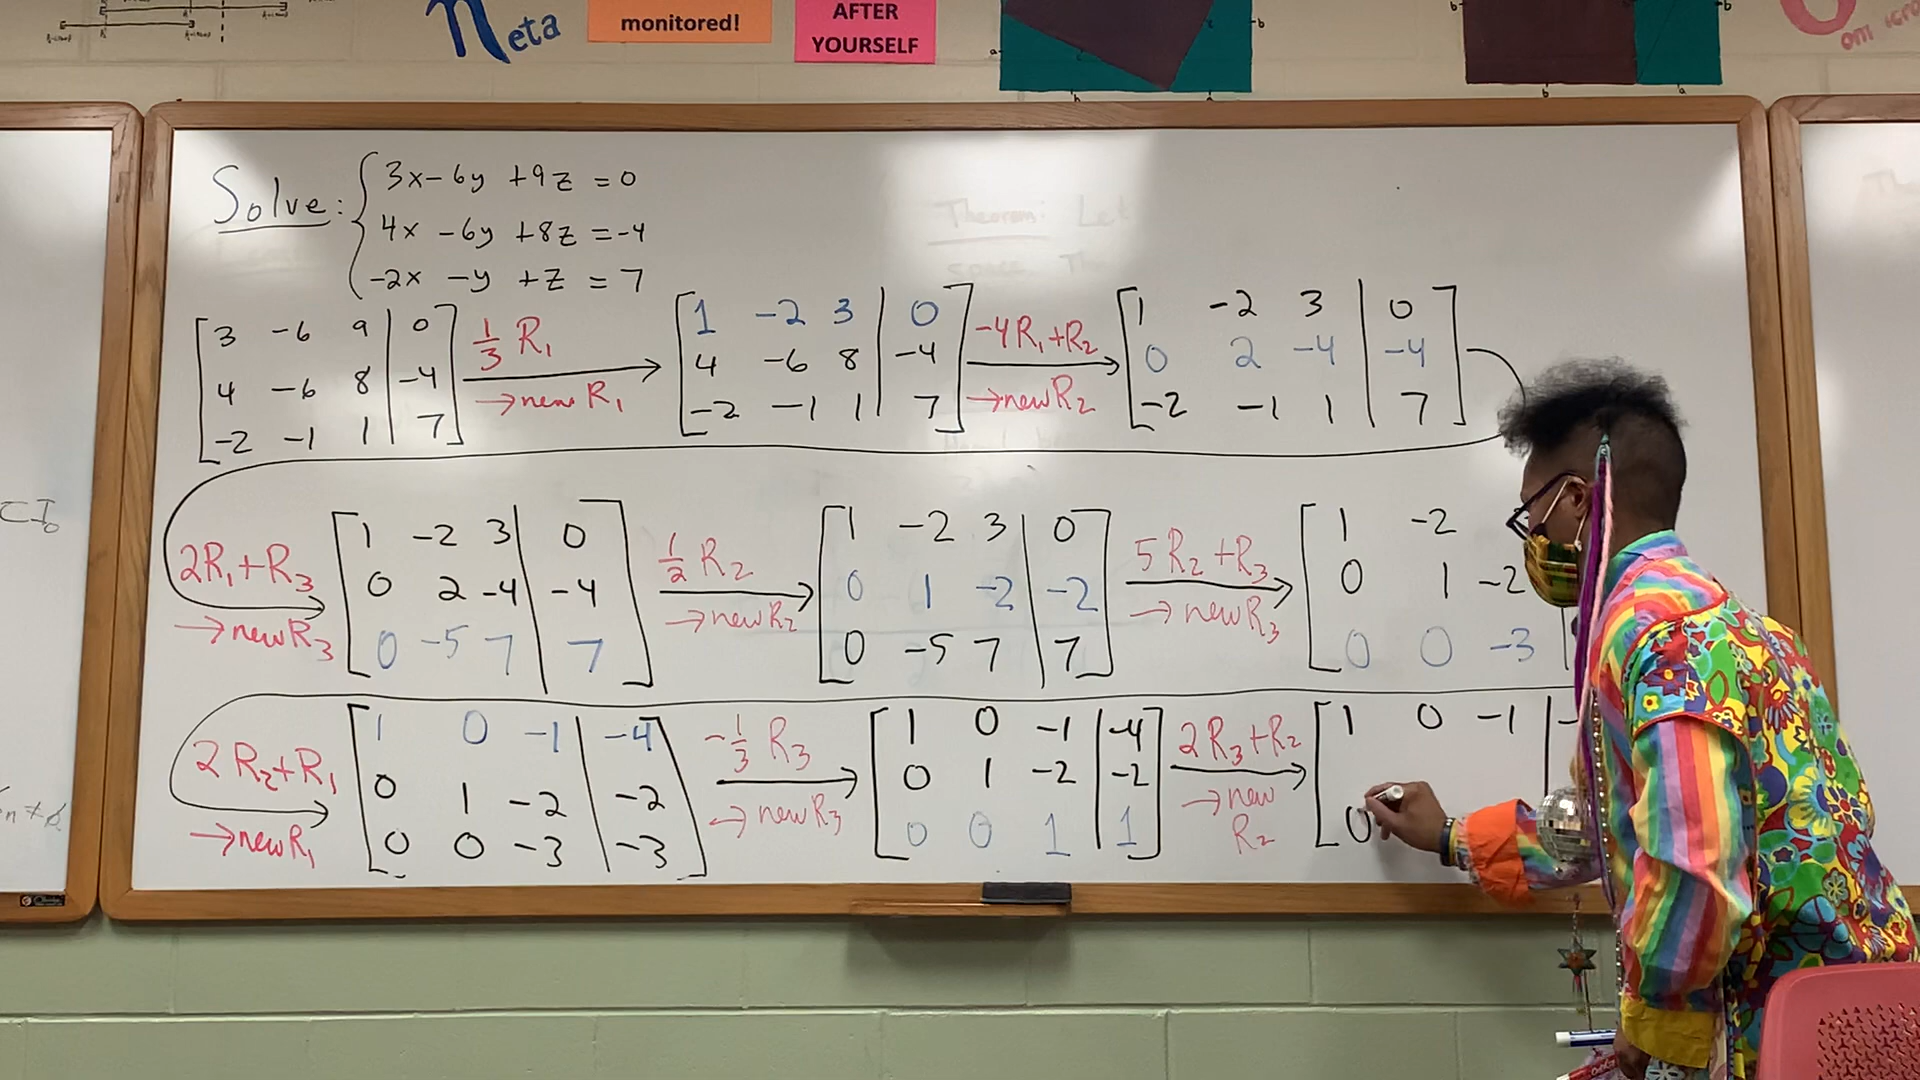 Neta
monitored!
AFTER
YOURSELF
a
b
b
a
b
b
b
a
Solve: { 3x - 6y + 9z = 0
4x - 6y + 8z = -4
-2x - y + z = 7
[ 3 -6 9 | 0 ]
[ 4 -6 8 | -4 ]
[ -2 -1 1 | 7 ]
1/3 R₁
→ new R₁
[ 1 -2 3 | 0 ]
[ 4 -6 8 | -4 ]
[ -2 -1 1 | 7 ]
-4R₁+R₂
→ new R₂
[ 1 -2 3 | 0 ]
[ 0 2 -4 | -4 ]
[ -2 -1 1 | 7 ]
2R₁+R₃
→ new R₃
[ 1 -2 3 | 0 ]
[ 0 2 -4 | -4 ]
[ 0 -5 7 | 7 ]
1/2 R₂
→ new R₂
[ 1 -2 3 | 0 ]
[ 0 1 -2 | -2 ]
[ 0 -5 7 | 7 ]
5R₂+R₃
→ new R₃
[ 1 -2
[ 0 1 -2
[ 0 0 -3 |
2R₂+R₁
→ new R₁
[ 1 0 -1 | -4 ]
[ 0 1 -2 | -2 ]
[ 0 0 -3 | -3 ]
-1/3 R₃
→ new R₃
[ 1 0 -1 | -4 ]
[ 0 1 -2 | -2 ]
[ 0 0 1 | 1 ]
2R₃+R₂
→ new
R₂
[ 1 0 -1 | -
[ 0
Theorem: Let